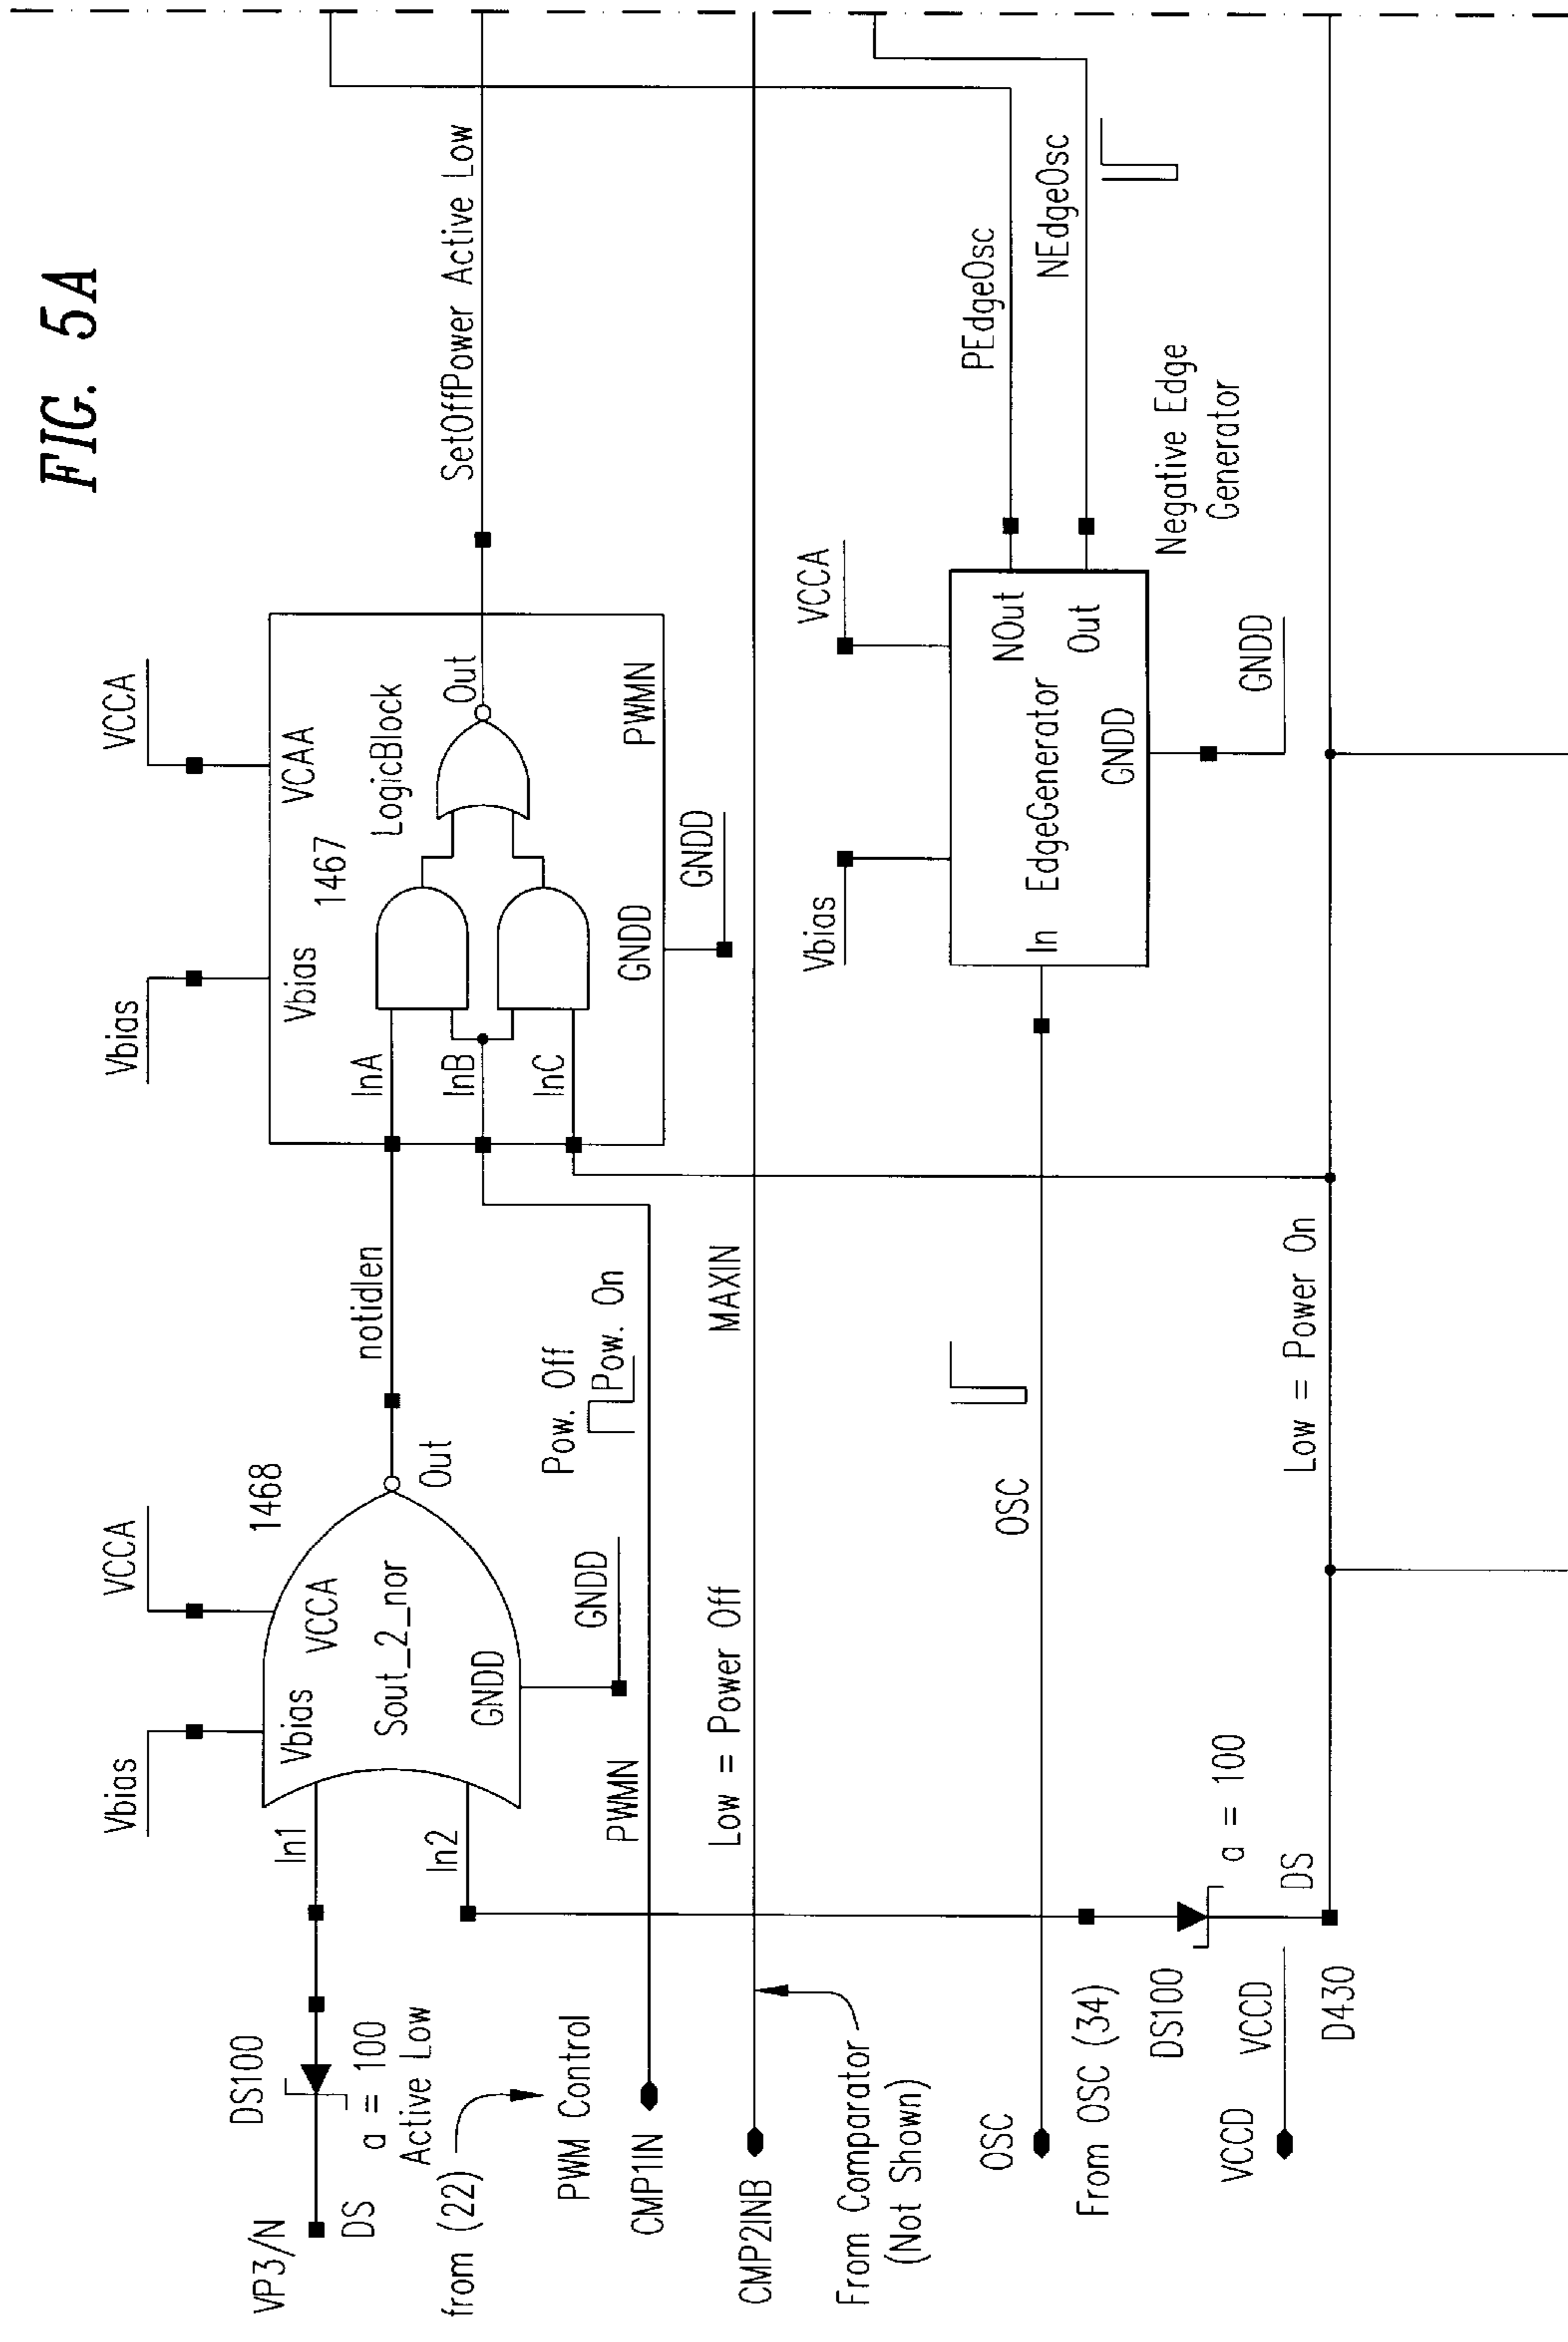 FIG. 5A
Vbias
VCCA
Vbias
VCCA
1468
VP3/N
DS100
In1
Vbias
VCCA
DS
a = 100
Active Low
Sout_2_nor
In2
GNDD
Out
notidlen
InA
InB
InC
Vbias
1467
VCAA
LogicBlock
Out
GNDD
PWMN
SetOffPower Active Low
from (22)
PWM Control
CMP1IN
PWMN
GNDD
Pow. Off
Pow. On
GNDD
CMP2INB
Low = Power Off
MAXIN
From Comparator
(Not Shown)
Vbias
VCCA
OSC
OSC
In
EdgeGenerator
NOut
Out
GNDD
PEdgeOsc
NEdgeOsc
From OSC (34)
DS100
a = 100
Negative Edge
Generator
GNDD
VCCD
VCCD
DS
Low = Power On
D430